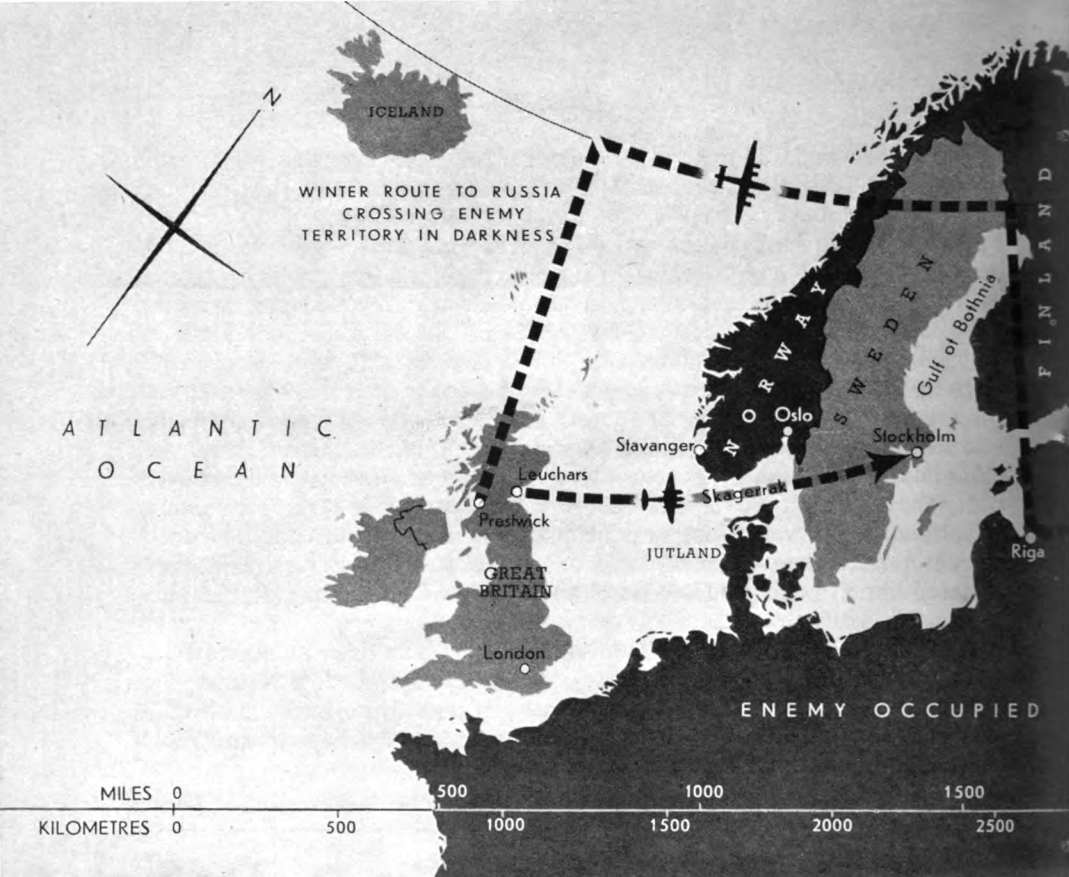 N
ICELAND
WINTER ROUTE TO RUSSIA
CROSSING ENEMY
TERRITORY IN DARKNESS
FINLAND
NORWAY
SWEDEN
Gulf of Bothnia
Oslo
Stavanger
Stockholm
ATLANTIC
OCEAN
Leuchars
Skagerrak
Prestwick
JUTLAND
Riga
GREAT
BRITAIN
London
ENEMY OCCUPIED
MILES 0 500 1000 1500
KILOMETRES 0 500 1000 1500 2000 2500